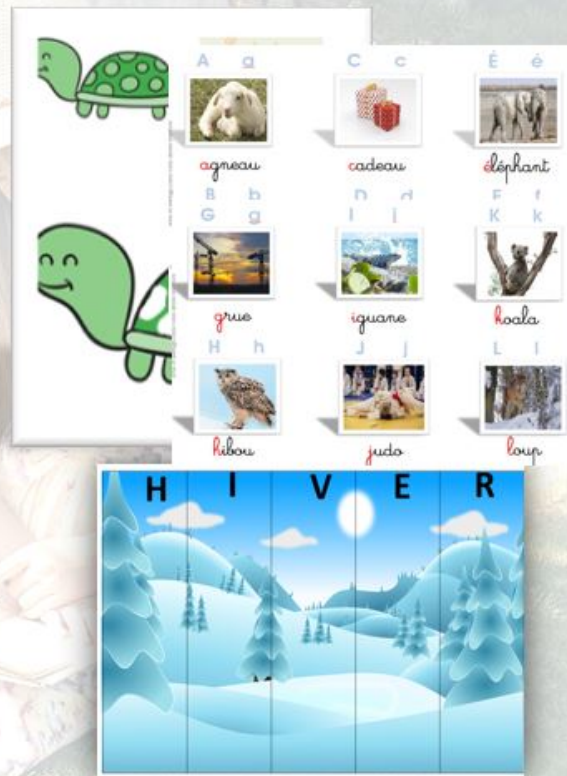 A a C c É é
agneau cadeau éléphant
B b D d F f
G g I i K k
grue iguane koala
H h J j L l
hibou judo loup
H I V E R